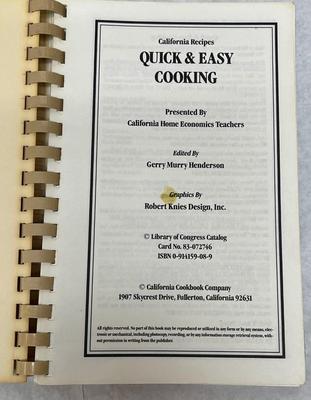 California Recipes
QUICK & EASY
COOKING
Presented By
California Home Economics Teachers
Edited By
Gerry Murry Henderson
Graphics By
Robert Knies Design, Inc.
© Library of Congress Catalog
Card No. 83-072746
ISBN 0-914159-08-9
© California Cookbook Company
1907 Skycrest Drive, Fullerton, California 92631
All rights reserved. No part of this book may be reproduced or utilized in any form or by any means, elec-
tronic or mechanical, including photocopy, recording, or by any information storage retrieval system, with-
out permission in writing from the publisher.